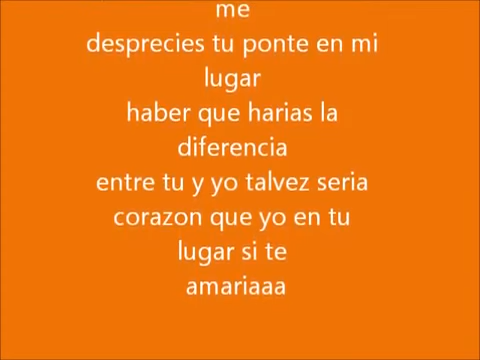 me
desprecies tu ponte en mi
lugar
haber que harias la
diferencia
entre tu y yo talvez seria
corazon que yo en tu
lugar si te
amariaaa